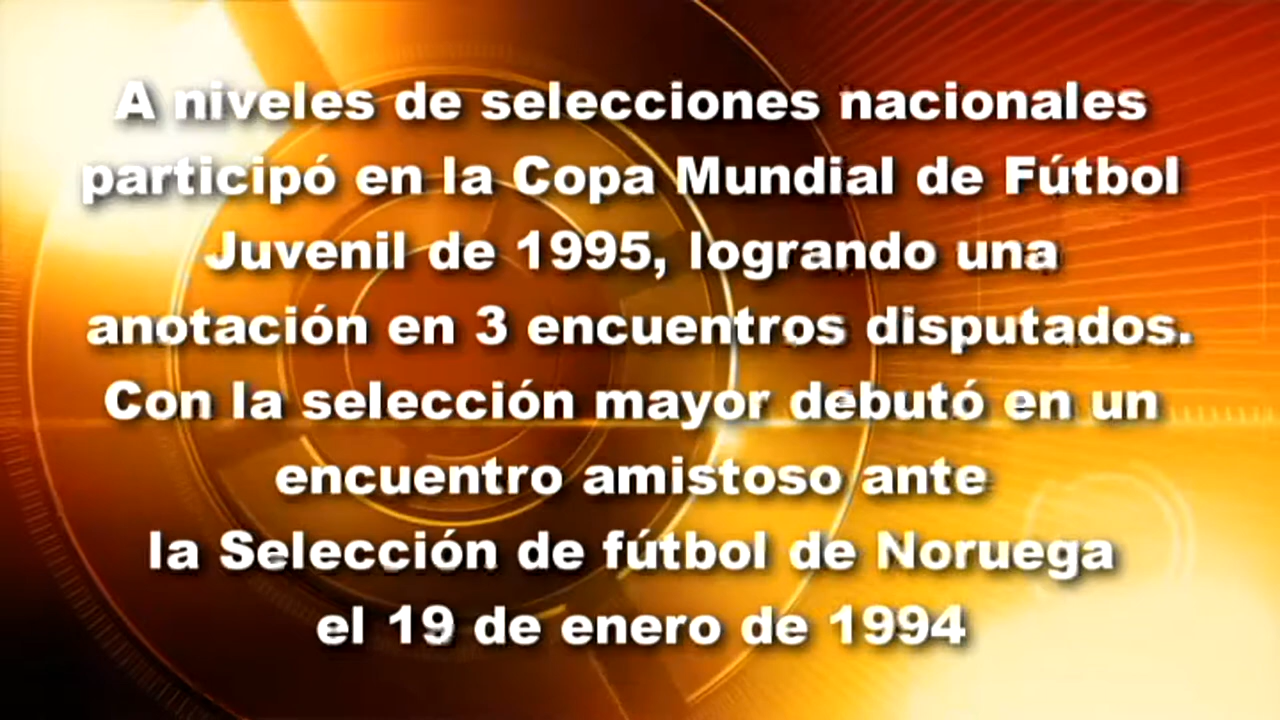 A niveles de selecciones nacionales
participó en la Copa Mundial de Fútbol
Juvenil de 1995, logrando una
anotación en 3 encuentros disputados.
Con la selección mayor debutó en un
encuentro amistoso ante
la Selección de fútbol de Noruega
el 19 de enero de 1994